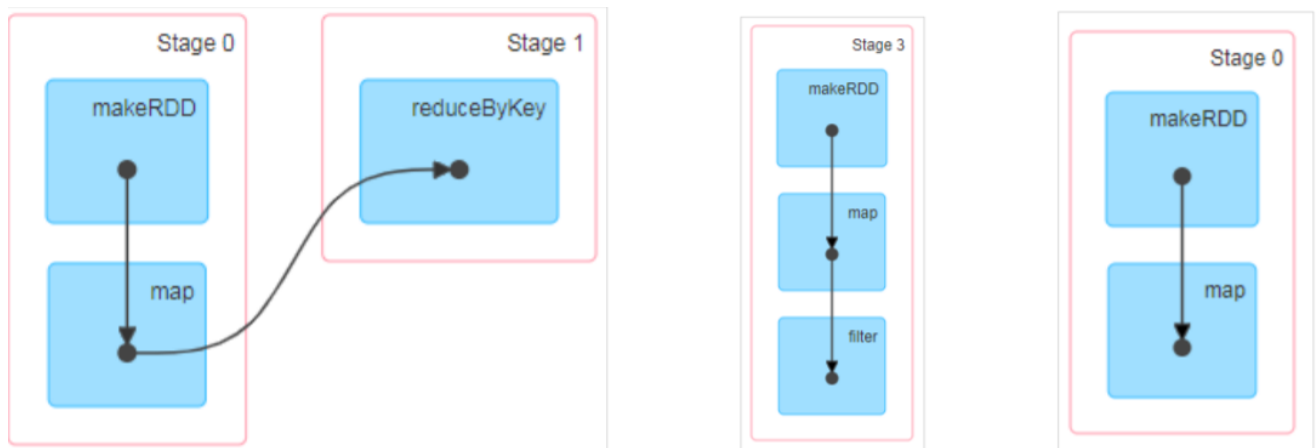 Stage 0
makeRDD
map
Stage 1
reduceByKey
Stage 3
makeRDD
map
filter
Stage 0
makeRDD
map